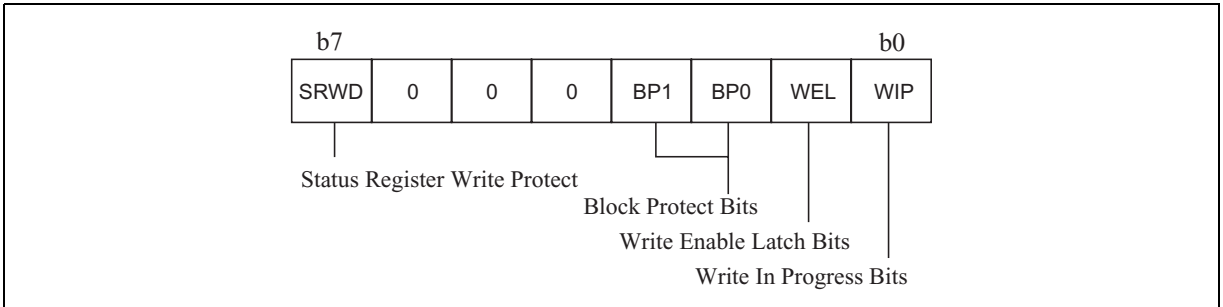 b7 b0
SRWD 0 0 0 BP1 BP0 WEL WIP
Status Register Write Protect
Block Protect Bits
Write Enable Latch Bits
Write In Progress Bits